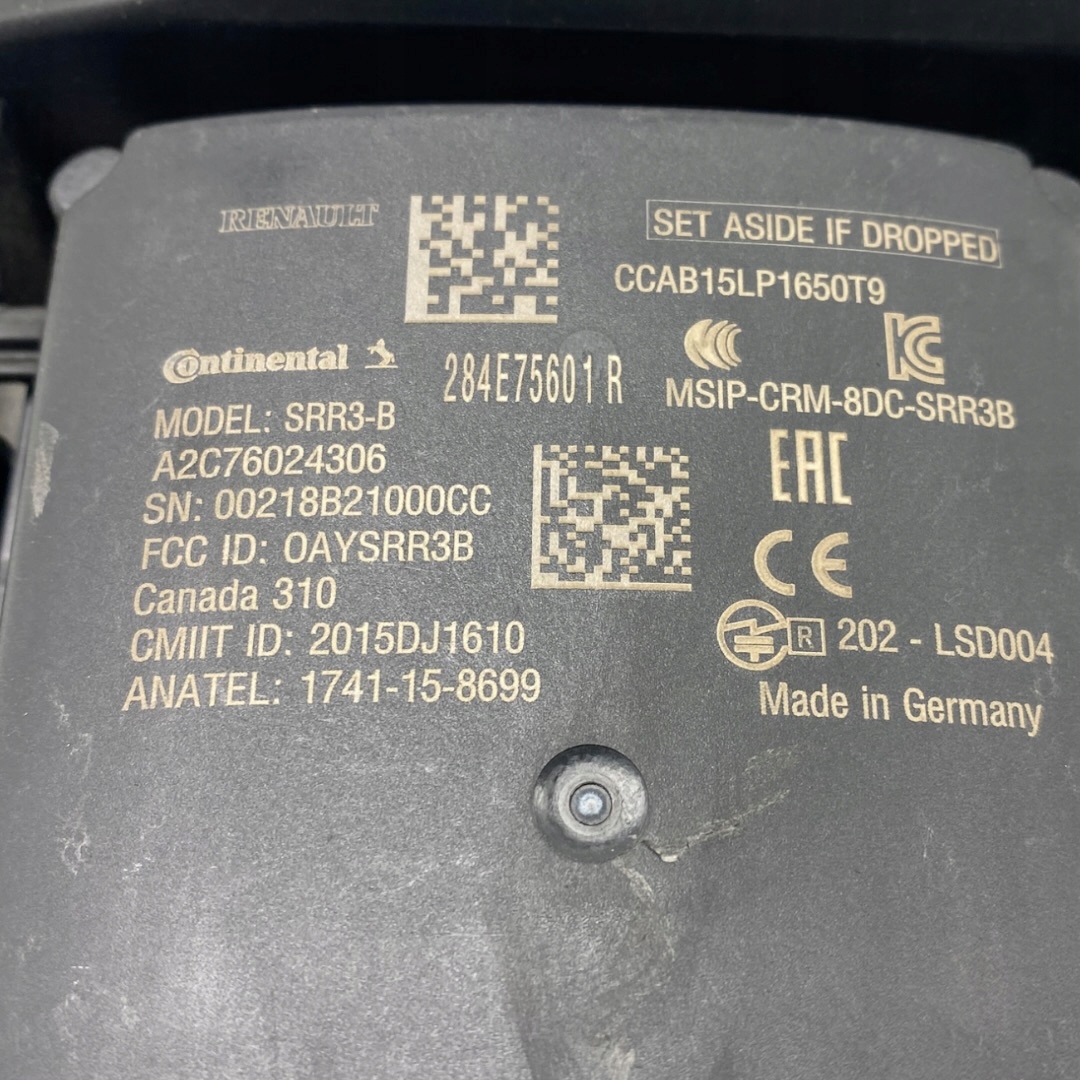 RENAULT
SET ASIDE IF DROPPED
CCAB15LP1650T9
Continental
284E75601R
MSIP-CRM-8DC-SRR3B
MODEL: SRR3-B
A2C76024306
SN: 00218B21000CC
FCC ID: OAYSRR3B
Canada 310
CMIIT ID: 2015DJ1610
ANATEL: 1741-15-8699
EAC
CE
R 202 - LSD004
Made in Germany